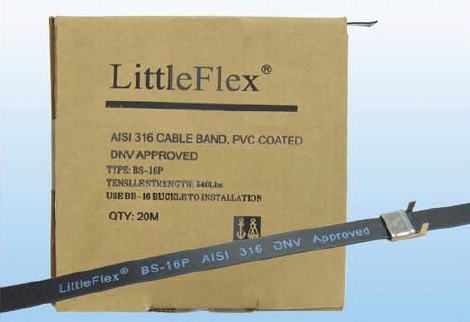 LittleFlex®
AISI 316 CABLE BAND, PVC COATED
DNV APPROVED
TYPE: BS-16P
TENSLLE STRENGTH: 540Lbs
USE BB-16 BUCKLE TO INSTALLATION
QTY: 20M
LittleFlex® BS-16P AISI 316 DNV Approved